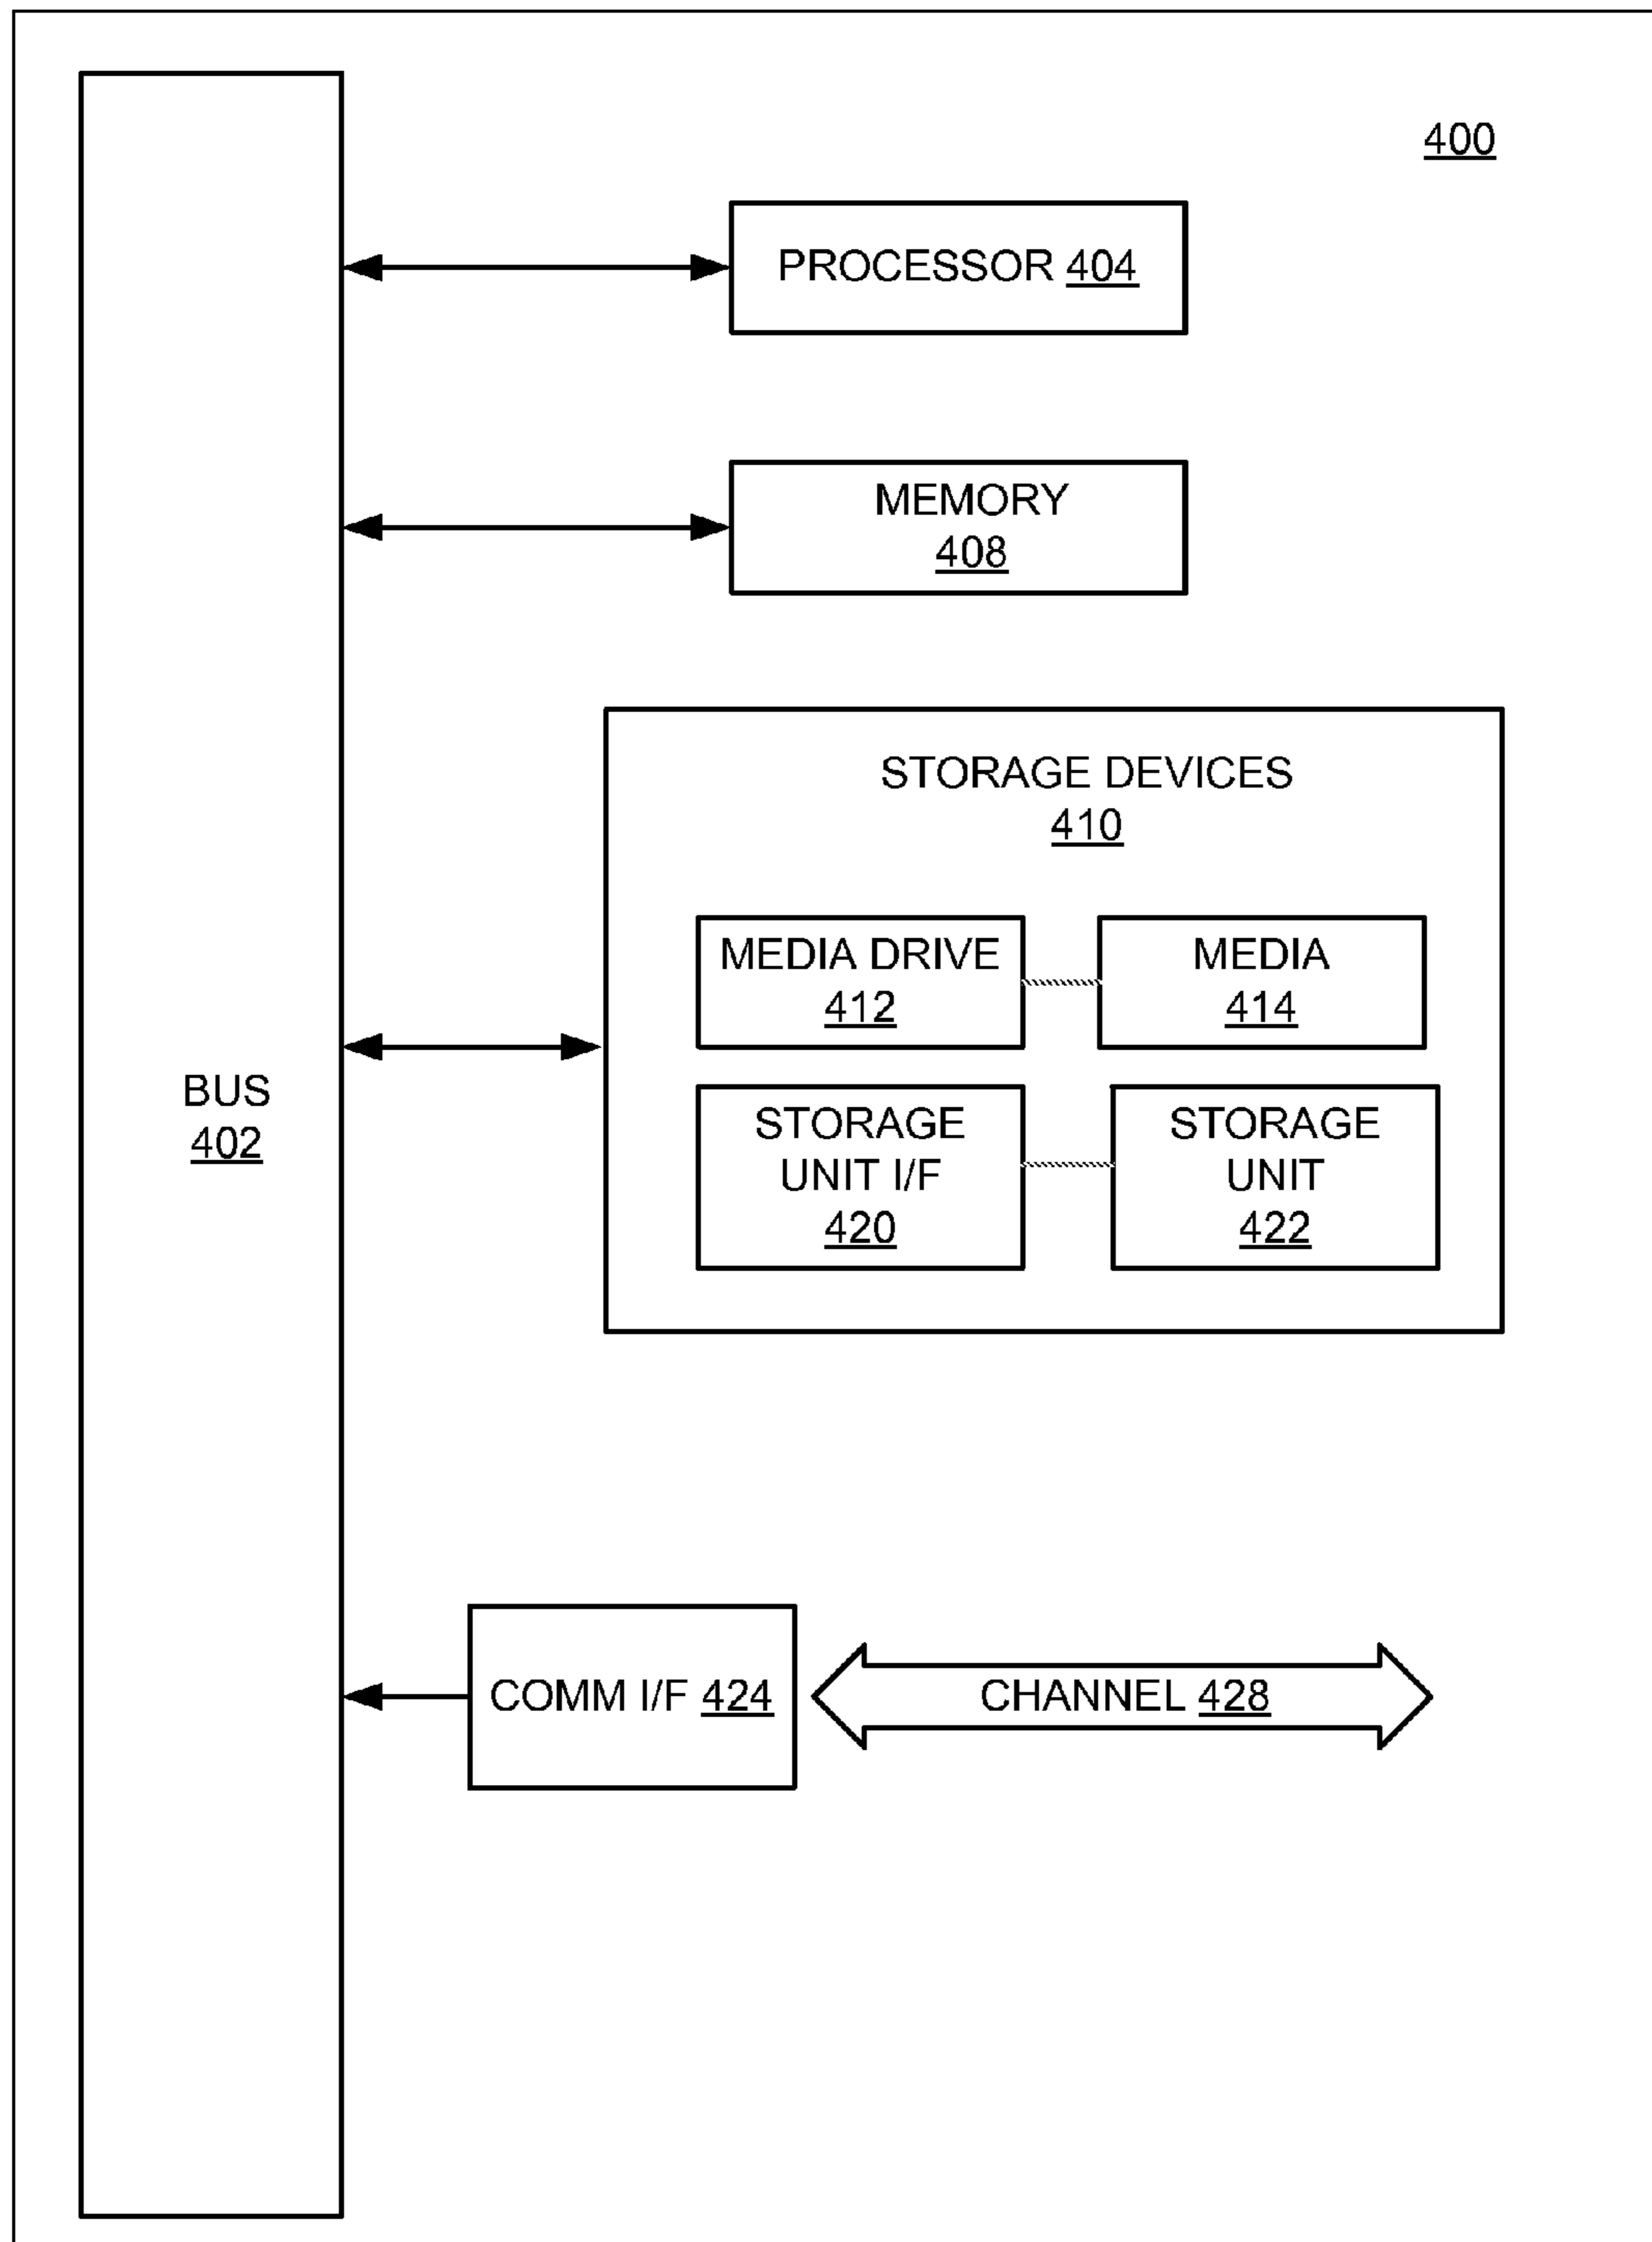 400
PROCESSOR 404
MEMORY
408
STORAGE DEVICES
410
MEDIA DRIVE
412
MEDIA
414
BUS
402
STORAGE
UNIT I/F
420
STORAGE
UNIT
422
COMM I/F 424
CHANNEL 428